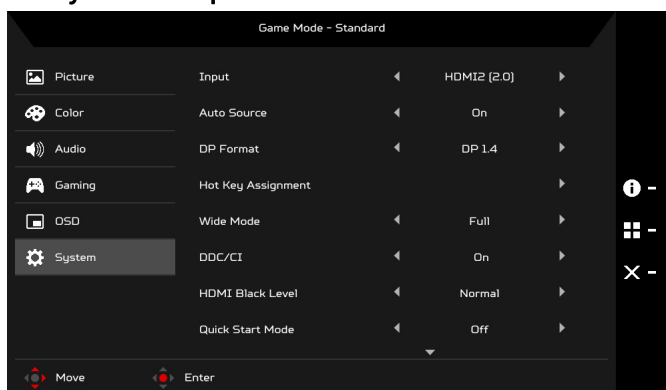 Game Mode - Standard
Picture
Input HDMI2 (2.0)
Color
Auto Source On
Audio
DP Format DP 1.4
Gaming
Hot Key Assignment
OSD
Wide Mode Full
System
DDC/CI On
HDMI Black Level Normal
Quick Start Mode Off
Move Enter